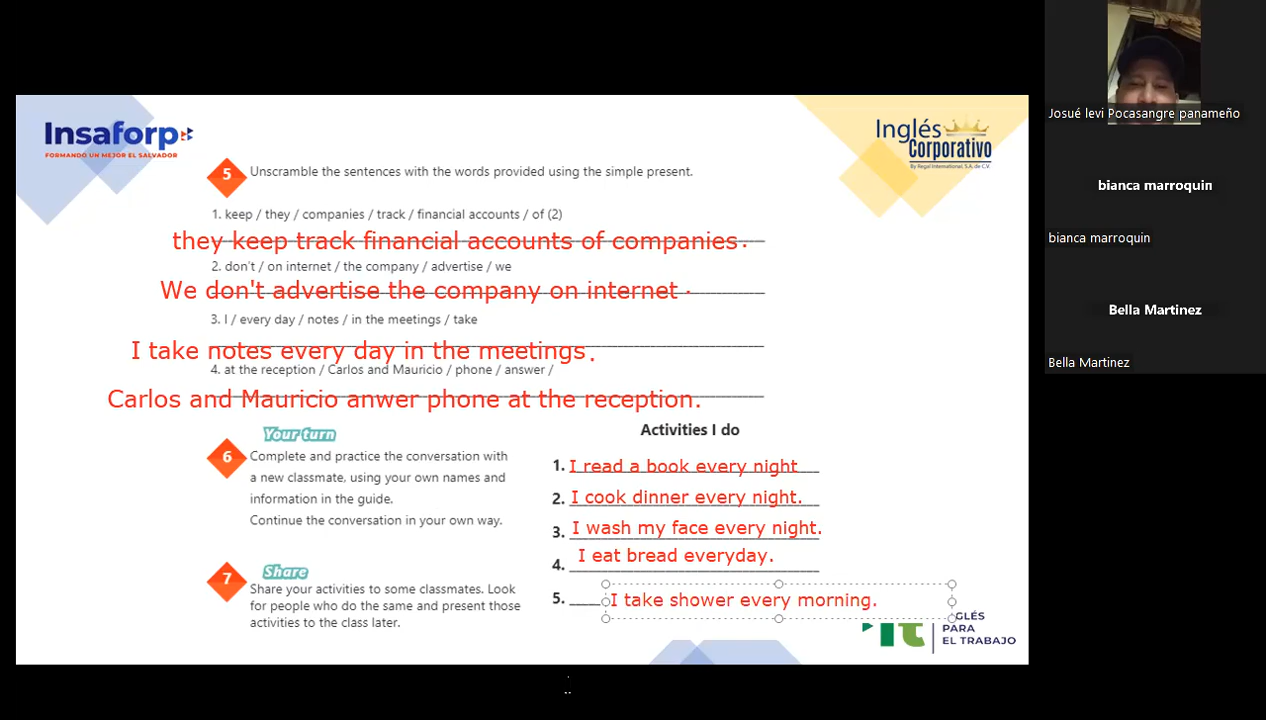 Insaforp
FORMANDO UN MEJOR EL SALVADOR
Inglés
Corporativo
By Regal International, S.A. de C.V.
5 Unscramble the sentences with the words provided using the simple present.
1. keep / they / companies / track / financial accounts / of (2)
they keep track financial accounts of companies.
2. don't / on internet / the company / advertise / we
We don't advertise the company on internet .
3. I / every day / notes / in the meetings / take
I take notes every day in the meetings.
4. at the reception / Carlos and Mauricio / phone / answer /
Carlos and Mauricio anwer phone at the reception.
Your turn
6 Complete and practice the conversation with
a new classmate, using your own names and
information in the guide.
Continue the conversation in your own way.
7 Share
Share your activities to some classmates. Look
for people who do the same and present those
activities to the class later.
Activities I do
1. I read a book every night
2. I cook dinner every night.
3. I wash my face every night.
4. I eat bread everyday.
5. I take shower every morning.
GLÉS
PARA
EL TRABAJO
Josué levi Pocasangre panameño
bianca marroquin
bianca marroquin
Bella Martinez
Bella Martinez